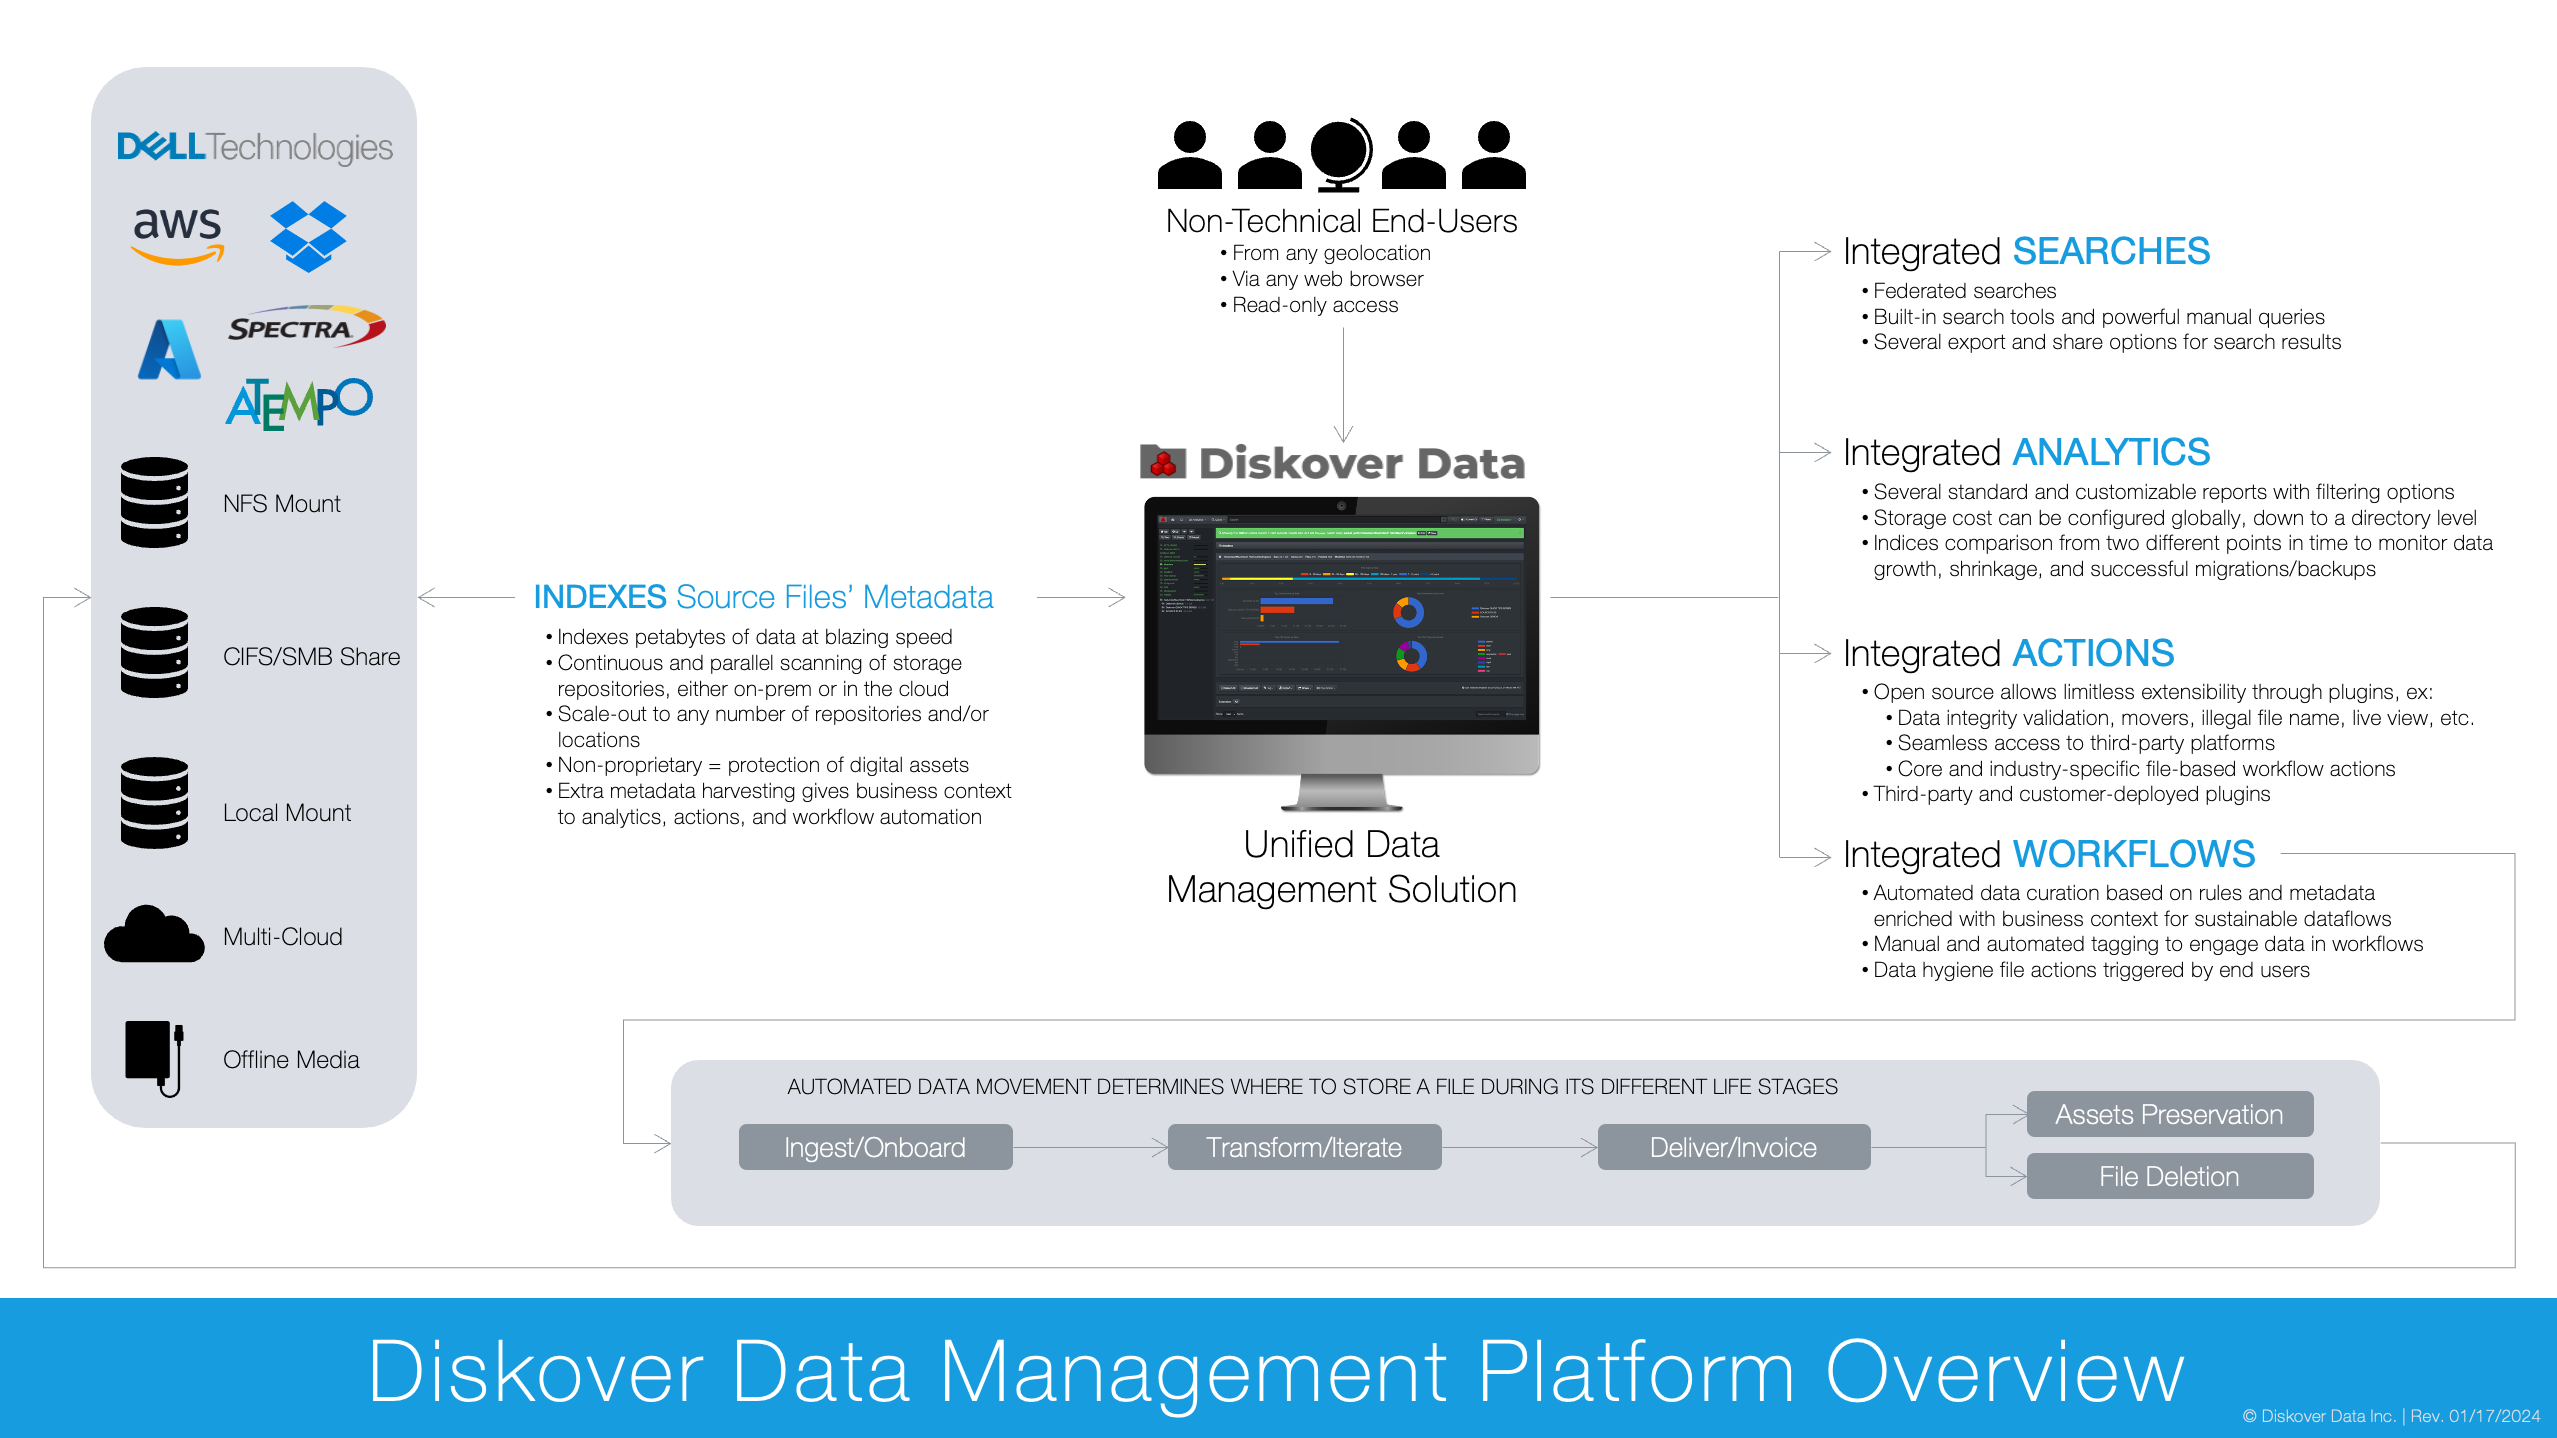 DELL Technologies
aws
SPECTRA
ATEMPO
NFS Mount
CIFS/SMB Share
Local Mount
Multi-Cloud
Offline Media
INDEXES Source Files’ Metadata
• Indexes petabytes of data at blazing speed
• Continuous and parallel scanning of storage
repositories, either on-prem or in the cloud
• Scale-out to any number of repositories and/or
locations
• Non-proprietary = protection of digital assets
• Extra metadata harvesting gives business context
to analytics, actions, and workflow automation
Non-Technical End-Users
• From any geolocation
• Via any web browser
• Read-only access
Diskover Data
Unified Data
Management Solution
Integrated SEARCHES
• Federated searches
• Built-in search tools and powerful manual queries
• Several export and share options for search results
Integrated ANALYTICS
• Several standard and customizable reports with filtering options
• Storage cost can be configured globally, down to a directory level
• Indices comparison from two different points in time to monitor data
growth, shrinkage, and successful migrations/backups
Integrated ACTIONS
• Open source allows limitless extensibility through plugins, ex:
• Data integrity validation, movers, illegal file name, live view, etc.
• Seamless access to third-party platforms
• Core and industry-specific file-based workflow actions
• Third-party and customer-deployed plugins
Integrated WORKFLOWS
• Automated data curation based on rules and metadata
enriched with business context for sustainable dataflows
• Manual and automated tagging to engage data in workflows
• Data hygiene file actions triggered by end users
AUTOMATED DATA MOVEMENT DETERMINES WHERE TO STORE A FILE DURING ITS DIFFERENT LIFE STAGES
Ingest/Onboard
Transform/Iterate
Deliver/Invoice
Assets Preservation
File Deletion
Diskover Data Management Platform Overview
© Diskover Data Inc. | Rev. 01/17/2024